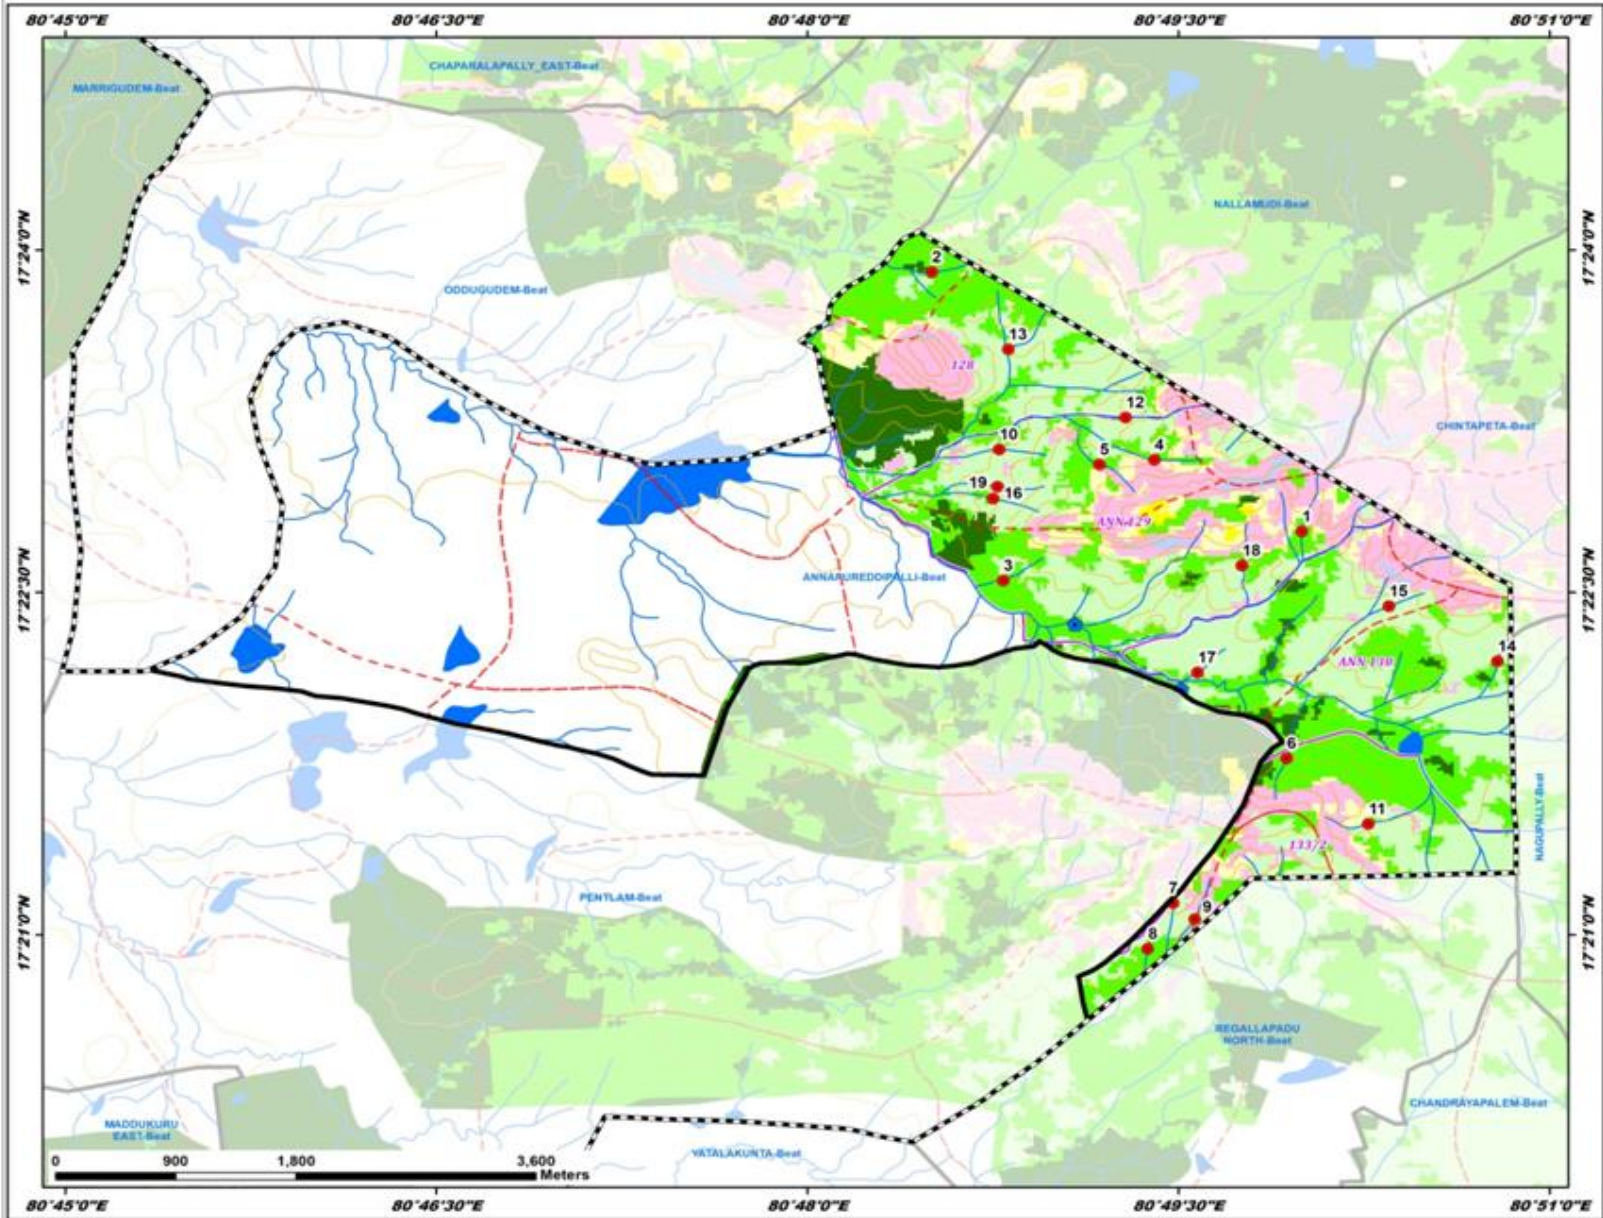 80°45'0"E 80°46'30"E 80°48'0"E 80°49'30"E 80°51'0"E
CHAPARALAPALLY_EAST-Beat
MARRIGUDEM-Beat
NALLAMUDI-Beat
17°24'0"N 17°24'0"N
2
ODDUGUDEM-Beat
13
128
12
CHINTAPETA-Beat
10
5 4
19 16
1
ANN 129
18
3
ANNAPUREDDIPALLI-Beat
17°22'30"N 17°22'30"N
15
17
ANN 130
14
6
11
NAGUPALLY-Beat
133/2
7
PENTLAM-Beat
9
8
17°21'0"N 17°21'0"N
REGALLAPADU
NORTH-Beat
CHANDRAYAPALEM-Beat
MADDUKURU
EAST-Beat
YATALAKUNTA-Beat
0 900 1,800 3,600
Meters
80°45'0"E 80°46'30"E 80°48'0"E 80°49'30"E 80°51'0"E